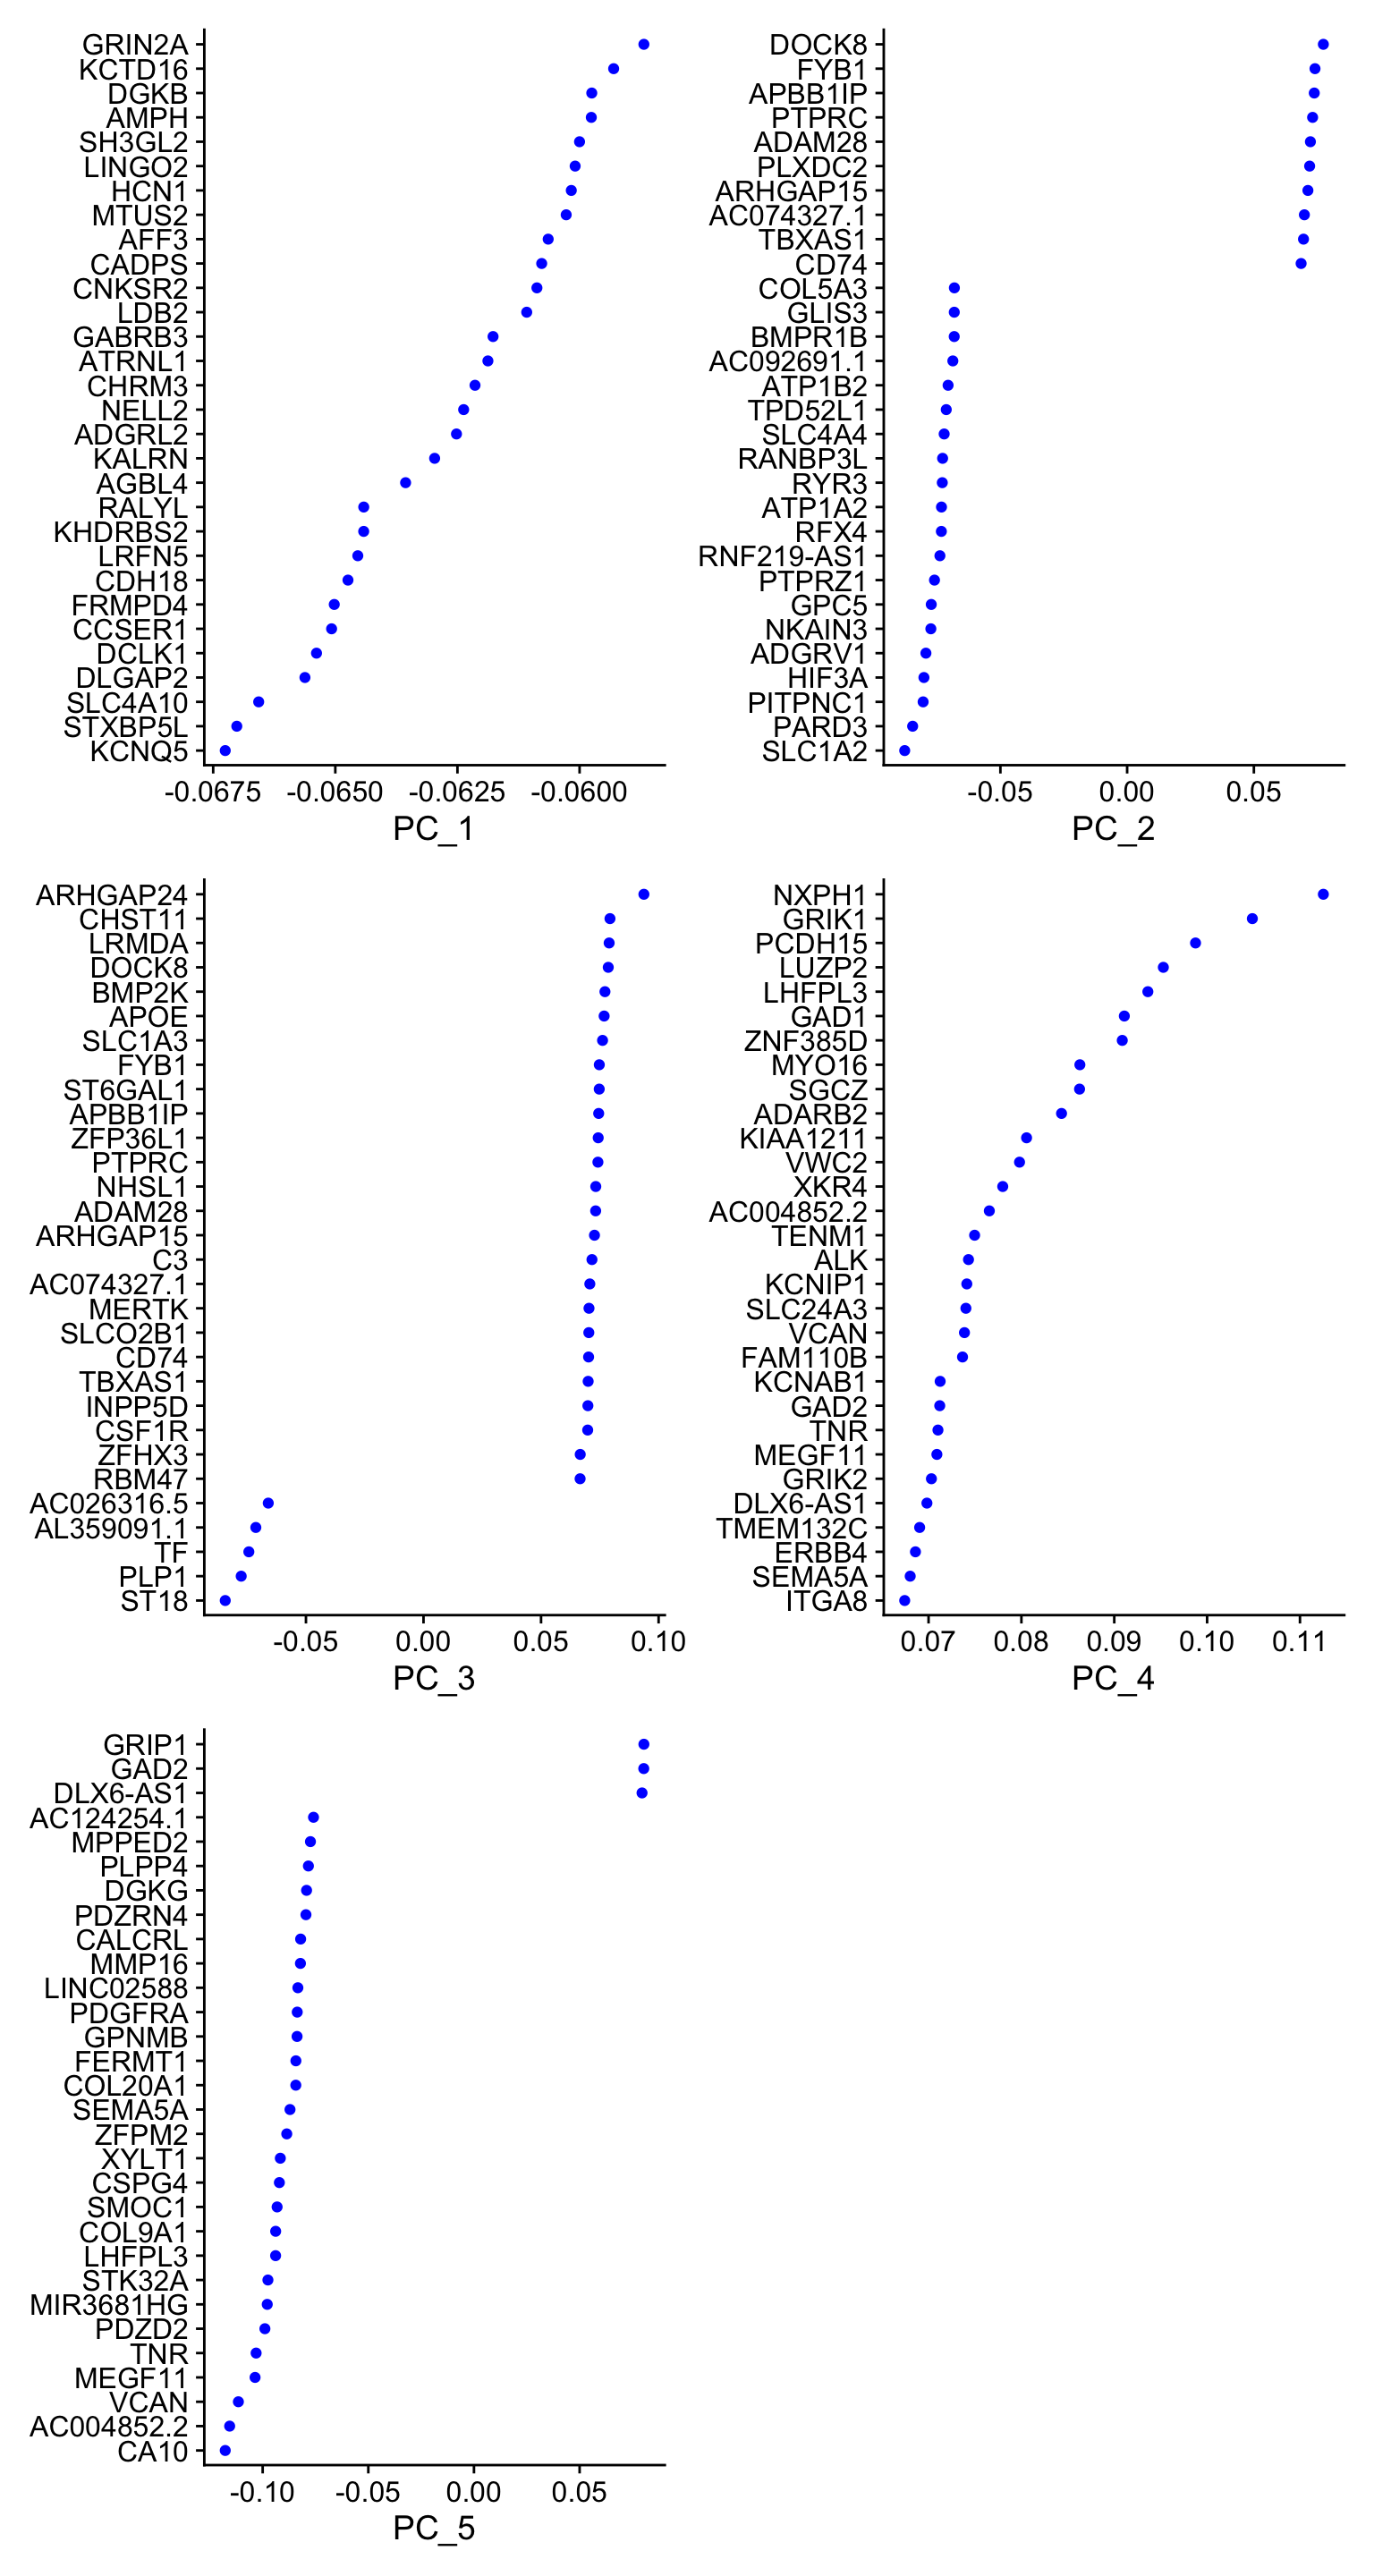 GRIN2A
KCTD16
DGKB
AMPH
SH3GL2
LINGO2
HCN1
MTUS2
AFF3
CADPS
CNKSR2
LDB2
GABRB3
ATRNL1
CHRM3
NELL2
ADGRL2
KALRN
AGBL4
RALYL
KHDRBS2
LRFN5
CDH18
FRMPD4
CCSER1
DCLK1
DLGAP2
SLC4A10
STXBP5L
KCNQ5
-0.0675 -0.0650 -0.0625 -0.0600
PC_1
DOCK8
FYB1
APBB1IP
PTPRC
ADAM28
PLXDC2
ARHGAP15
AC074327.1
TBXAS1
CD74
COL5A3
GLIS3
BMPR1B
AC092691.1
ATP1B2
TPD52L1
SLC4A4
RANBP3L
RYR3
ATP1A2
RFX4
RNF219-AS1
PTPRZ1
GPC5
NKAIN3
ADGRV1
HIF3A
PITPNC1
PARD3
SLC1A2
-0.05 0.00 0.05
PC_2
ARHGAP24
CHST11
LRMDA
DOCK8
BMP2K
APOE
SLC1A3
FYB1
ST6GAL1
APBB1IP
ZFP36L1
PTPRC
NHSL1
ADAM28
ARHGAP15
C3
AC074327.1
MERTK
SLCO2B1
CD74
TBXAS1
INPP5D
CSF1R
ZFHX3
RBM47
AC026316.5
AL359091.1
TF
PLP1
ST18
-0.05 0.00 0.05 0.10
PC_3
NXPH1
GRIK1
PCDH15
LUZP2
LHFPL3
GAD1
ZNF385D
MYO16
SGCZ
ADARB2
KIAA1211
VWC2
XKR4
AC004852.2
TENM1
ALK
KCNIP1
SLC24A3
VCAN
FAM110B
KCNAB1
GAD2
TNR
MEGF11
GRIK2
DLX6-AS1
TMEM132C
ERBB4
SEMA5A
ITGA8
0.07 0.08 0.09 0.10 0.11
PC_4
GRIP1
GAD2
DLX6-AS1
AC124254.1
MPPED2
PLPP4
DGKG
PDZRN4
CALCRL
MMP16
LINC02588
PDGFRA
GPNMB
FERMT1
COL20A1
SEMA5A
ZFPM2
XYLT1
CSPG4
SMOC1
COL9A1
LHFPL3
STK32A
MIR3681HG
PDZD2
TNR
MEGF11
VCAN
AC004852.2
CA10
-0.10 -0.05 0.00 0.05
PC_5